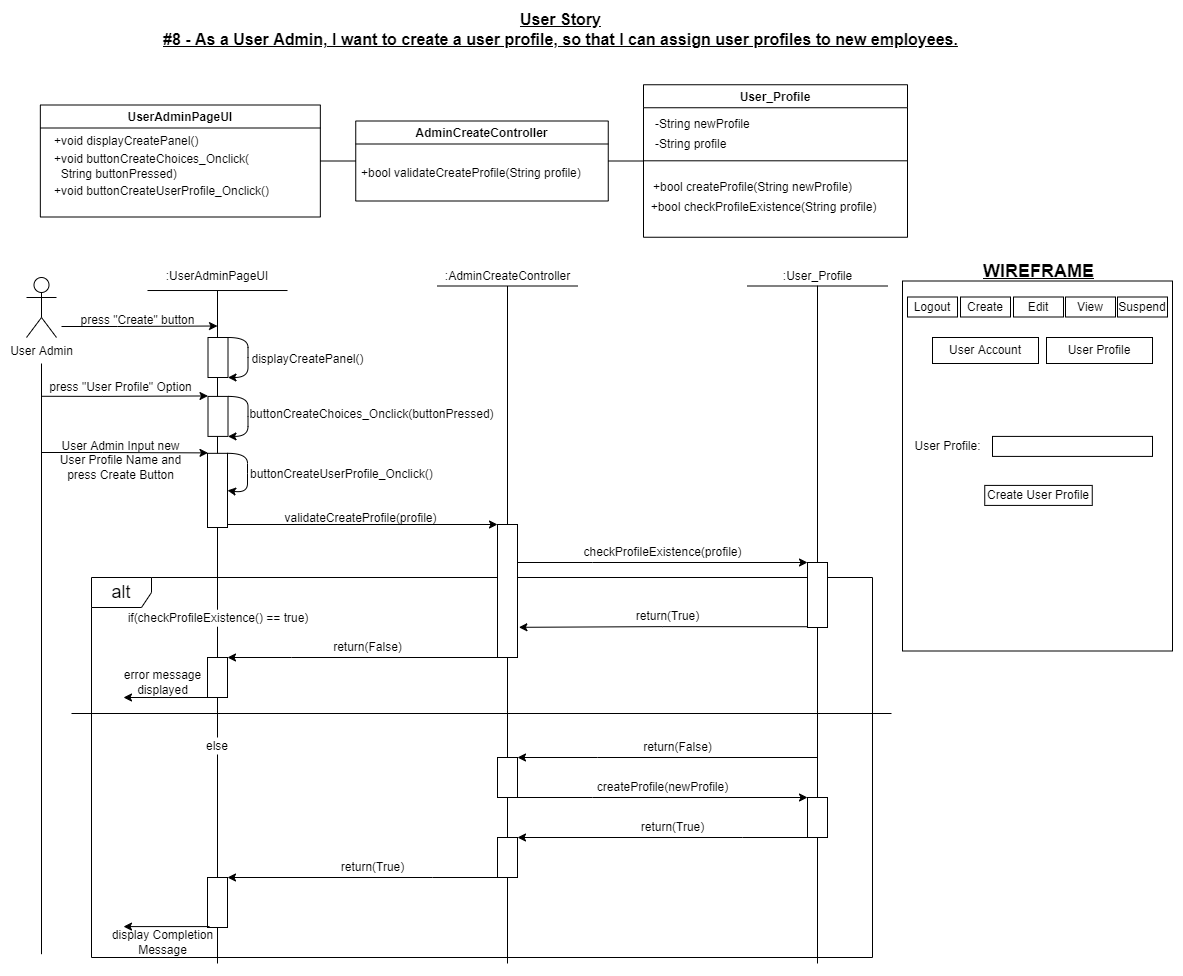 User Story
#8 - As a User Admin, I want to create a user profile, so that I can assign user profiles to new employees.
UserAdminPageUI
+void displayCreatePanel()
+void buttonCreateChoices_Onclick(
String buttonPressed)
+void buttonCreateUserProfile_Onclick()
AdminCreateController
+bool validateCreateProfile(String profile)
User_Profile
-String newProfile
-String profile
+bool createProfile(String newProfile)
+bool checkProfileExistence(String profile)
:UserAdminPageUI
:AdminCreateController
:User_Profile
User Admin
press "Create" button
displayCreatePanel()
press "User Profile" Option
buttonCreateChoices_Onclick(buttonPressed)
User Admin Input new
User Profile Name and
press Create Button
buttonCreateUserProfile_Onclick()
validateCreateProfile(profile)
checkProfileExistence(profile)
alt
if(checkProfileExistence() == true)
return(True)
return(False)
error message
displayed
else
return(False)
createProfile(newProfile)
return(True)
return(True)
display Completion
Message
WIREFRAME
Logout
Create
Edit
View
Suspend
User Account
User Profile
User Profile:
Create User Profile